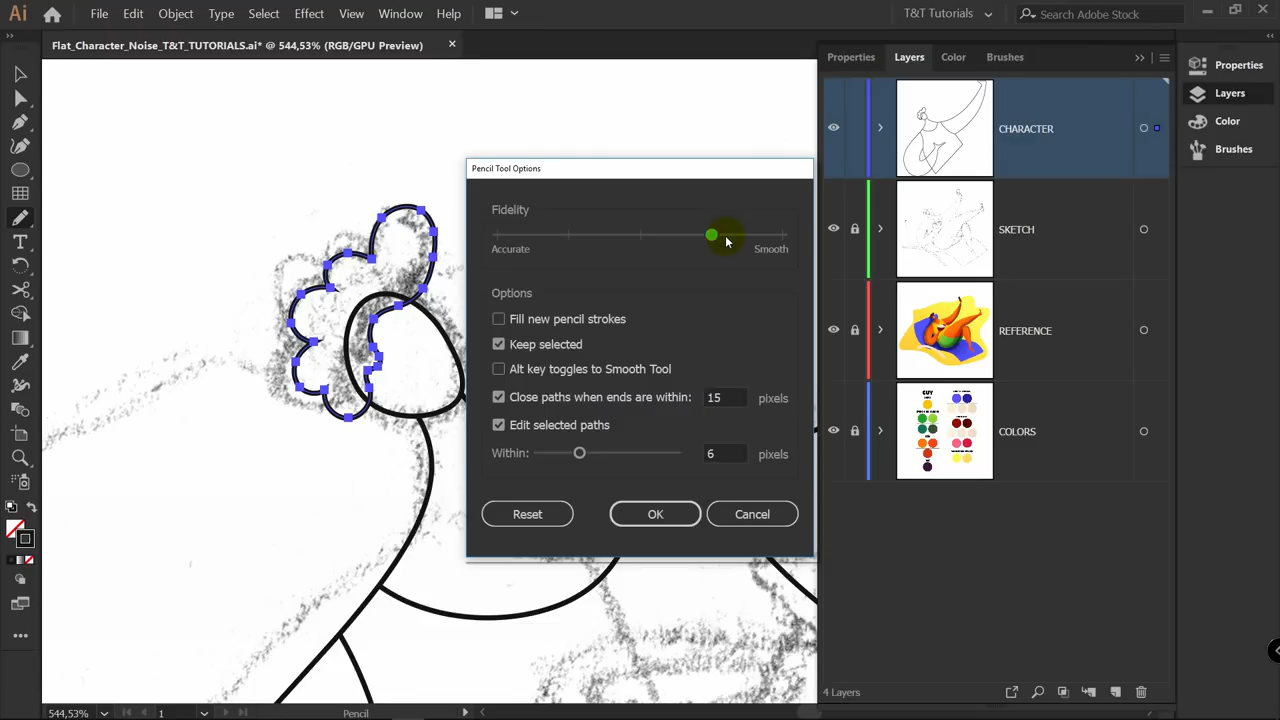 Ai File Edit Object Type Select Effect View Window Help T&T Tutorials Search Adobe Stock
Flat_Character_Noise_T&T_TUTORIALS.ai* @ 544,53% (RGB/GPU Preview)
Properties Layers Color Brushes
Properties
Layers
Color
Brushes
CHARACTER
SKETCH
REFERENCE
COLORS
GUY
Pencil Tool Options
Fidelity
Accurate Smooth
Options
Fill new pencil strokes
Keep selected
Alt key toggles to Smooth Tool
Close paths when ends are within: 15 pixels
Edit selected paths
Within: 6 pixels
Reset OK Cancel
4 Layers
544,53% 1 Pencil